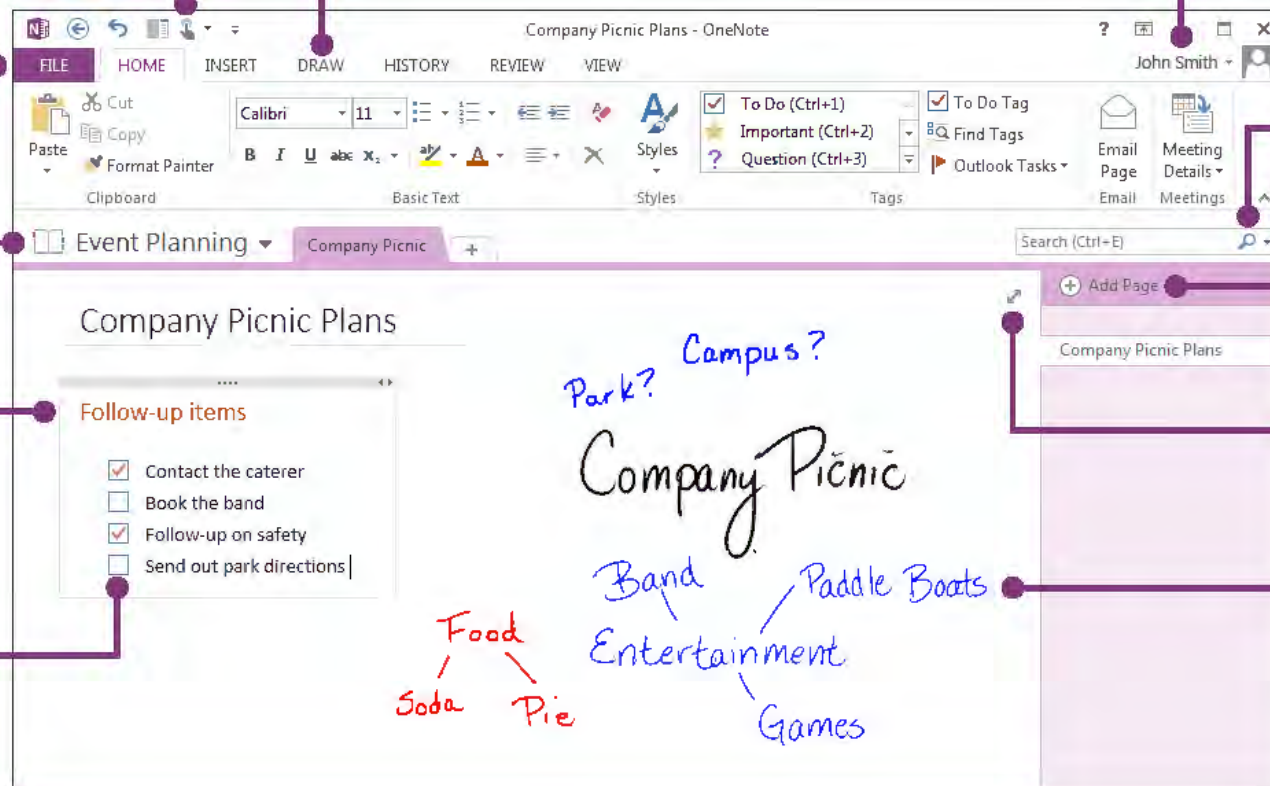 Company Picnic Plans - OneNote
?
FILE HOME INSERT DRAW HISTORY REVIEW VIEW
John Smith
Paste
Cut
Copy
Format Painter
Clipboard
Calibri 11
B I U abc X₂ ab A
Basic Text
A
Styles
Styles
To Do (Ctrl+1)
Important (Ctrl+2)
? Question (Ctrl+3)
To Do Tag
Find Tags
Outlook Tasks
Tags
Email
Page
Email
Meeting
Details
Meetings
Event Planning
Company Picnic
+
Search (Ctrl+E)
Add Page
Company Picnic Plans
Company Picnic Plans
Follow-up items
Contact the caterer
Book the band
Follow-up on safety
Send out park directions
Campus?
Park?
Company Picnic
Band
Paddle Boats
Entertainment
Games
Food
Soda Pie